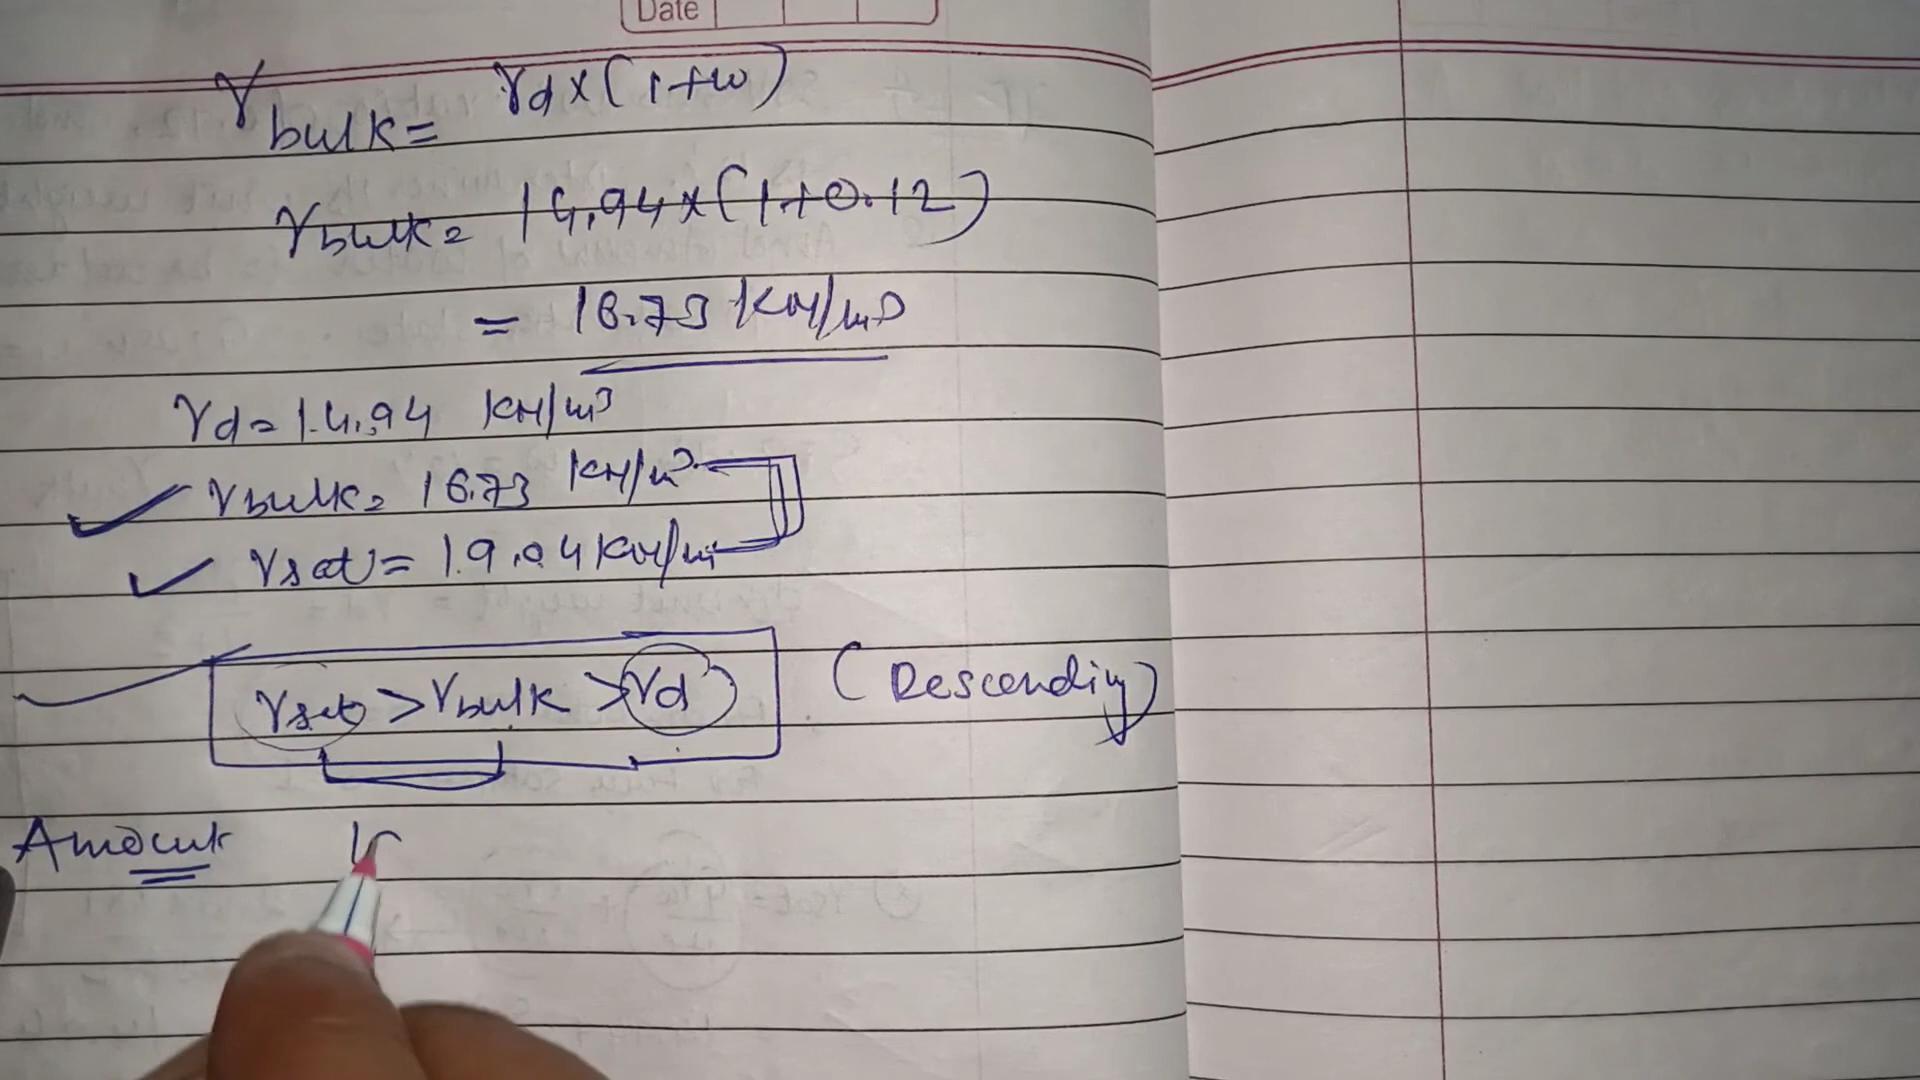 Date
γbulk = γd×(1+w)
γbulk = 14.94×(1+0.12)
= 16.73 KN/m3
γd = 14.94 KN/m3
γbulk = 16.73 KN/m3
γsat = 19.04 KN/m
γsat > γbulk > γd (Descending)
Amount